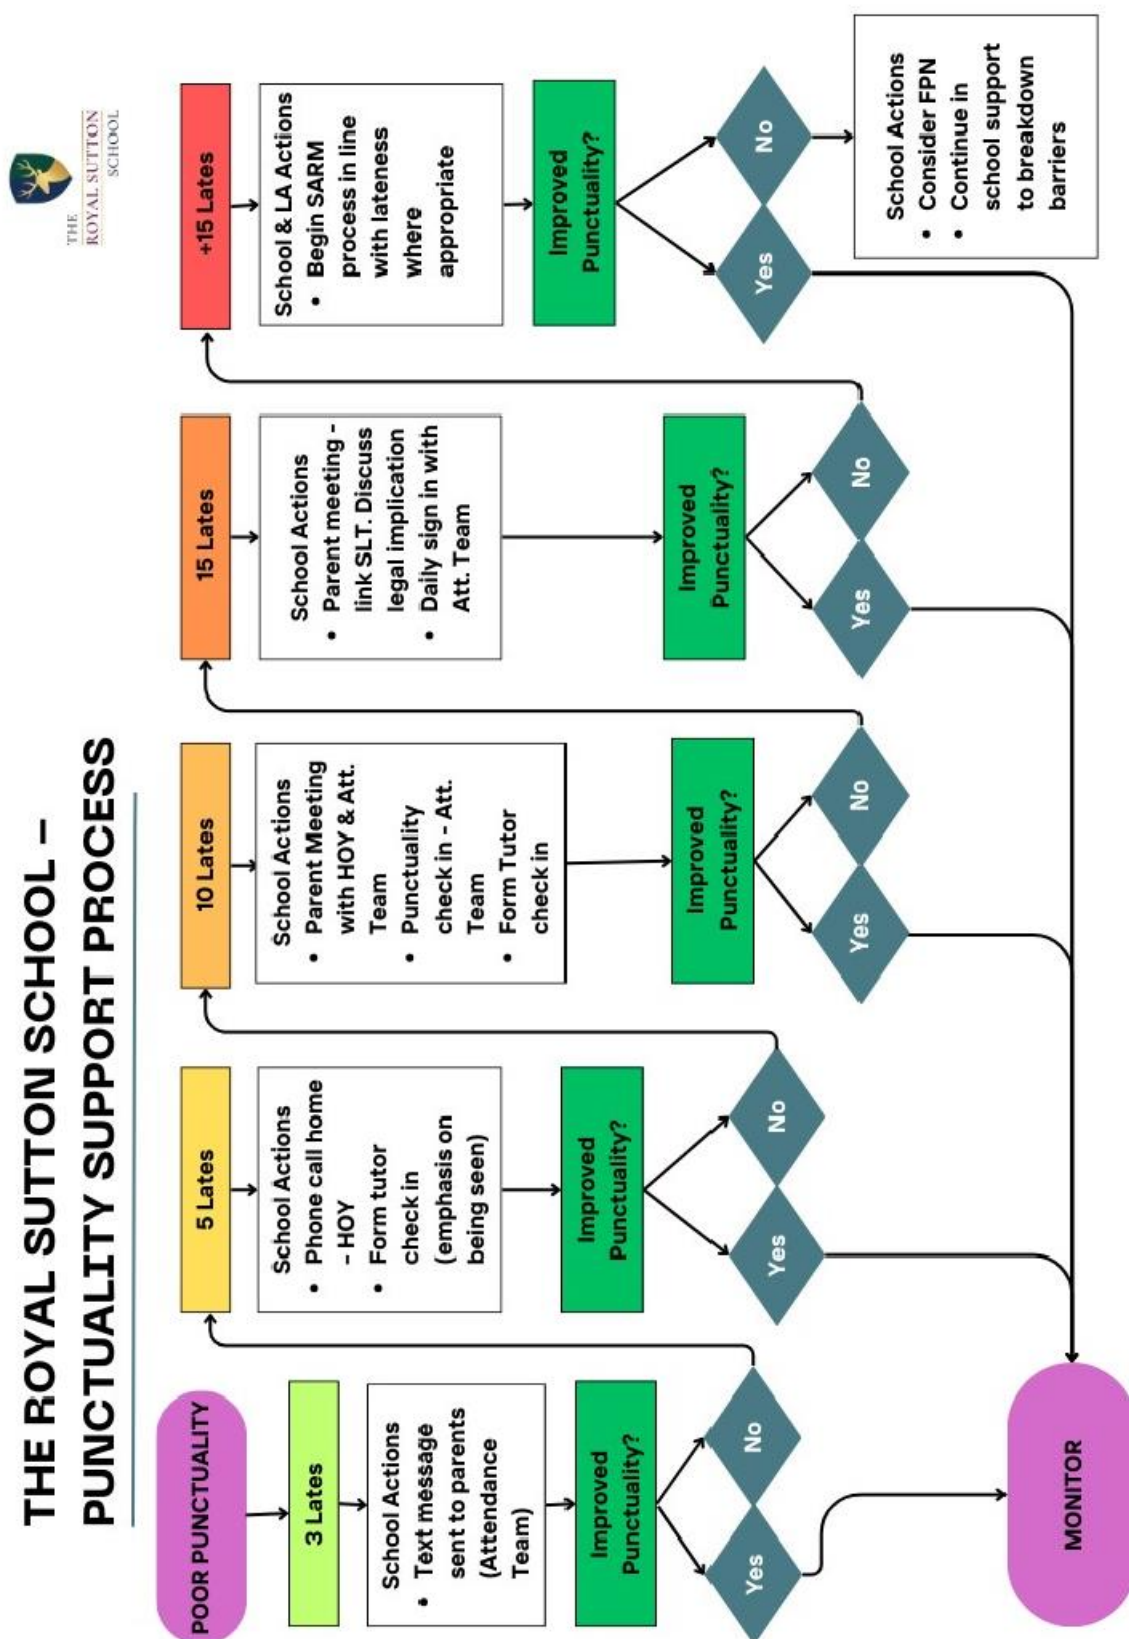 THE ROYAL SUTTON SCHOOL –
PUNCTUALITY SUPPORT PROCESS
THE
ROYAL SUTTON
SCHOOL
POOR PUNCTUALITY
3 Lates
School Actions
• Text message
sent to parents
(Attendance
Team)
Improved
Punctuality?
Yes
No
5 Lates
School Actions
• Phone call home
– HOY
• Form tutor
check in
(emphasis on
being seen)
Improved
Punctuality?
Yes
No
10 Lates
School Actions
• Parent Meeting
with HOY & Att.
Team
• Punctuality
check in – Att.
Team
• Form Tutor
check in
Improved
Punctuality?
Yes
No
15 Lates
School Actions
• Parent meeting –
link SLT. Discuss
legal implication
• Daily sign in with
Att. Team
Improved
Punctuality?
Yes
No
+15 Lates
School & LA Actions
• Begin SARM
process in line
with lateness
where
appropriate
Improved
Punctuality?
Yes
No
School Actions
• Consider FPN
• Continue in
school support
to breakdown
barriers
MONITOR